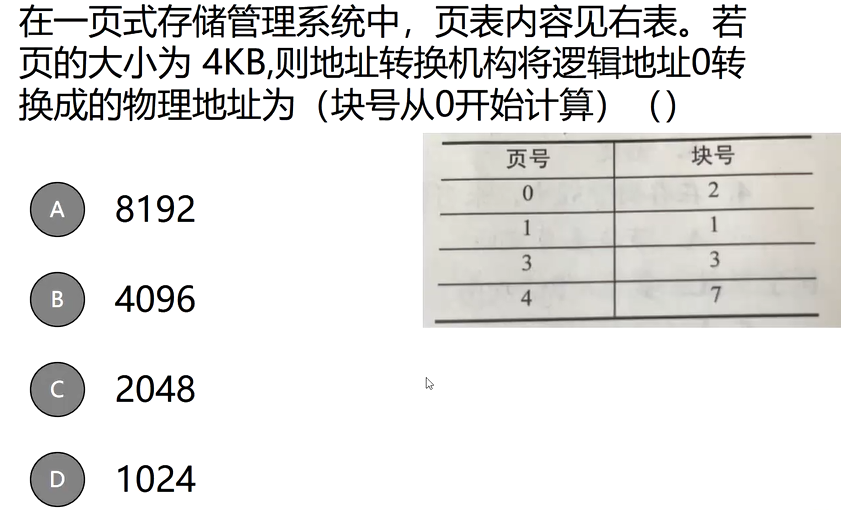 在一页式存储管理系统中，页表内容见右表。若
页的大小为 4KB,则地址转换机构将逻辑地址0转
换成的物理地址为（块号从0开始计算）（）
页号 块号
0 2
1 1
3 3
4 7
A 8192
B 4096
C 2048
D 1024